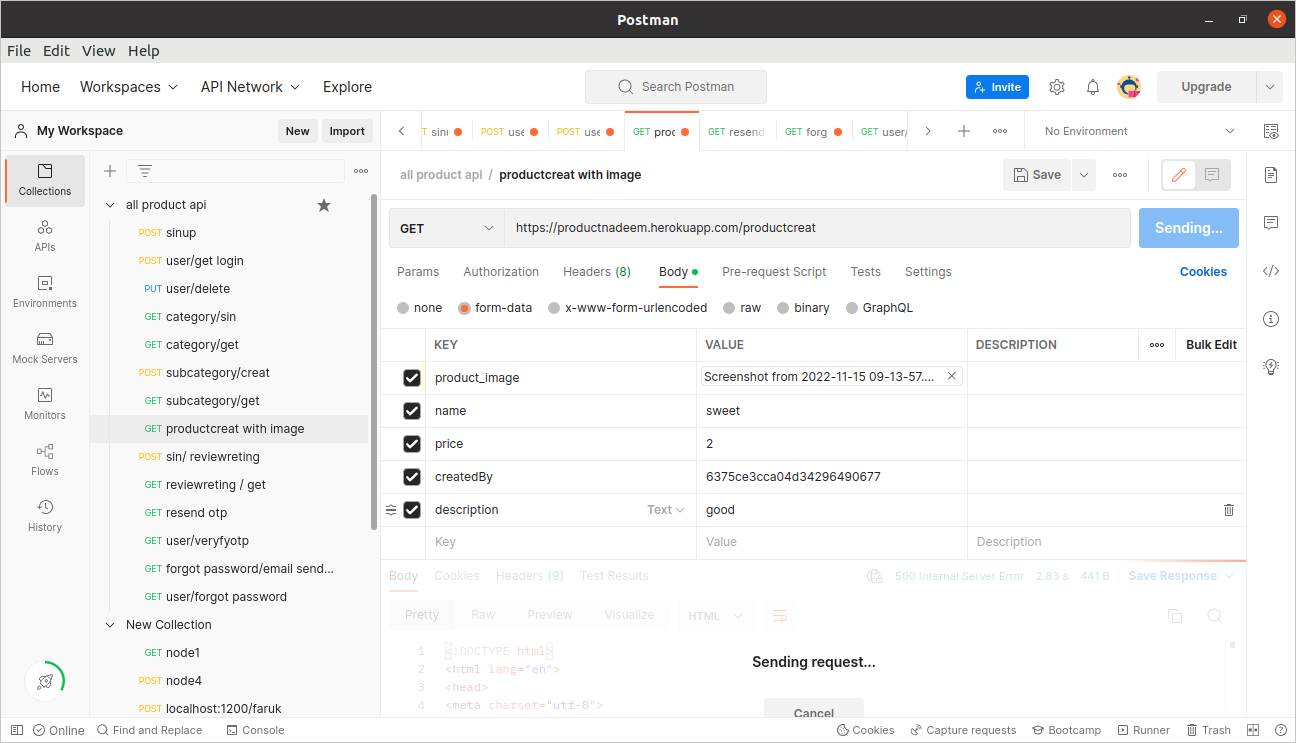 Postman
File Edit View Help
Home Workspaces API Network Explore Search Postman Invite Upgrade
My Workspace New Import
POST use POST use GET proc GET resend GET forg GET user/ No Environment
Collections
APIs
Environments
Mock Servers
Monitors
Flows
History
all product api
POST sinup
POST user/get login
PUT user/delete
GET category/sin
GET category/get
POST subcategory/creat
GET subcategory/get
GET productcreat with image
POST sin/ reviewreting
GET reviewreting / get
GET resend otp
GET user/veryfyotp
GET forgot password/email send...
GET user/forgot password
New Collection
GET node1
POST node4
POST localhost:1200/faruk
all product api / productcreat with image Save
GET https://productnadeem.herokuapp.com/productcreat Sending...
Params Authorization Headers (8) Body Pre-request Script Tests Settings Cookies
none form-data x-www-form-urlencoded raw binary GraphQL
KEY VALUE DESCRIPTION Bulk Edit
product_image Screenshot from 2022-11-15 09-13-57....
name sweet
price 2
createdBy 6375ce3cca04d34296490677
description Text good
Key Value Description
Body Cookies Headers (9) Test Results 500 Internal Server Error 2.83 s 441 B Save Response
Pretty Raw Preview Visualize HTML
1 <!DOCTYPE html>
2 <html lang="en">
3 <head>
4 <meta charset="utf-8">
Sending request...
Cancel
Online Find and Replace Console Cookies Capture requests Bootcamp Runner Trash